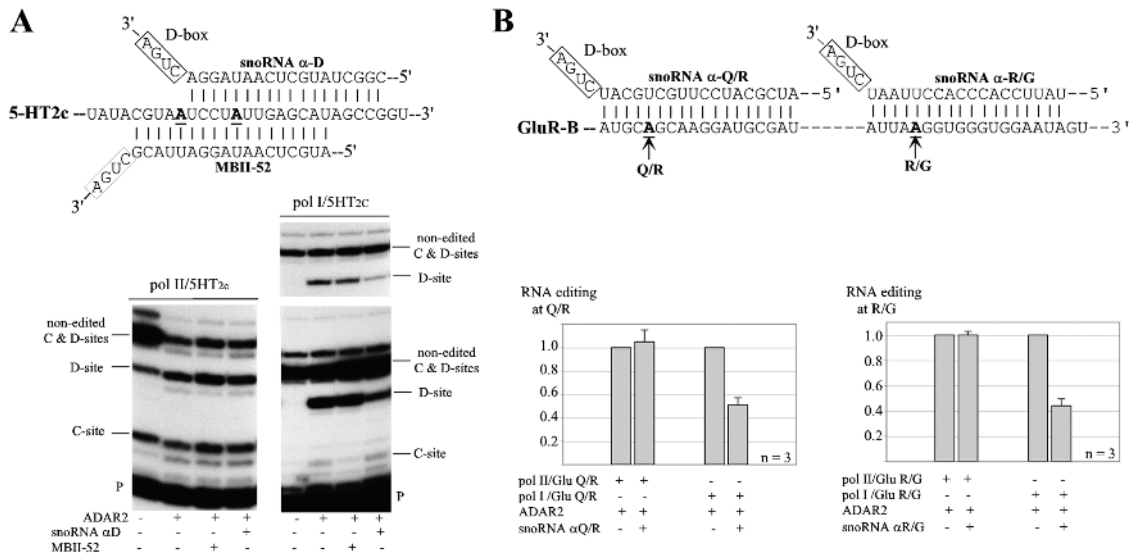 A
3'
AGUC
D-box
snoRNA α-D
AGGAUAACUCGUAUCGGC--5'
5-HT2c --UAUACGUAAUCCUAUUGAGCAUAGCCGGU--3'
GCAUUAGGAUAACUCGUA--5'
MBII-52
AGUC
3'
pol I/5HT2C
non-edited
C & D-sites
D-site
pol II/5HT2c
non-edited
C & D-sites
D-site
C-site
P
non-edited
C & D-sites
D-site
C-site
P
ADAR2 - + + + - + + +
snoRNA αD - - - + - - - +
MBII-52 - - + - - - + -
B
3'
AGUC
D-box
snoRNA α-Q/R
UACGUCGUUCCUACGCUA--5'
3'
AGUC
D-box
snoRNA α-R/G
UAAUUCCACCCACCUUAU--5'
GluR-B --AUGCAGCAAGGAUGCGAU-----AUUAAGGUGGGUGGAAUAGU--3'
Q/R
R/G
RNA editing
at Q/R
1.0
0.8
0.6
0.4
0.2
n = 3
pol II/Glu Q/R + + - -
pol I /Glu Q/R - - + +
ADAR2 + + + +
snoRNA αQ/R - + - +
RNA editing
at R/G
1.0
0.8
0.6
0.4
0.2
n = 3
pol II/Glu R/G + + - -
pol I /Glu R/G - - + +
ADAR2 + + + +
snoRNA αR/G - + - +